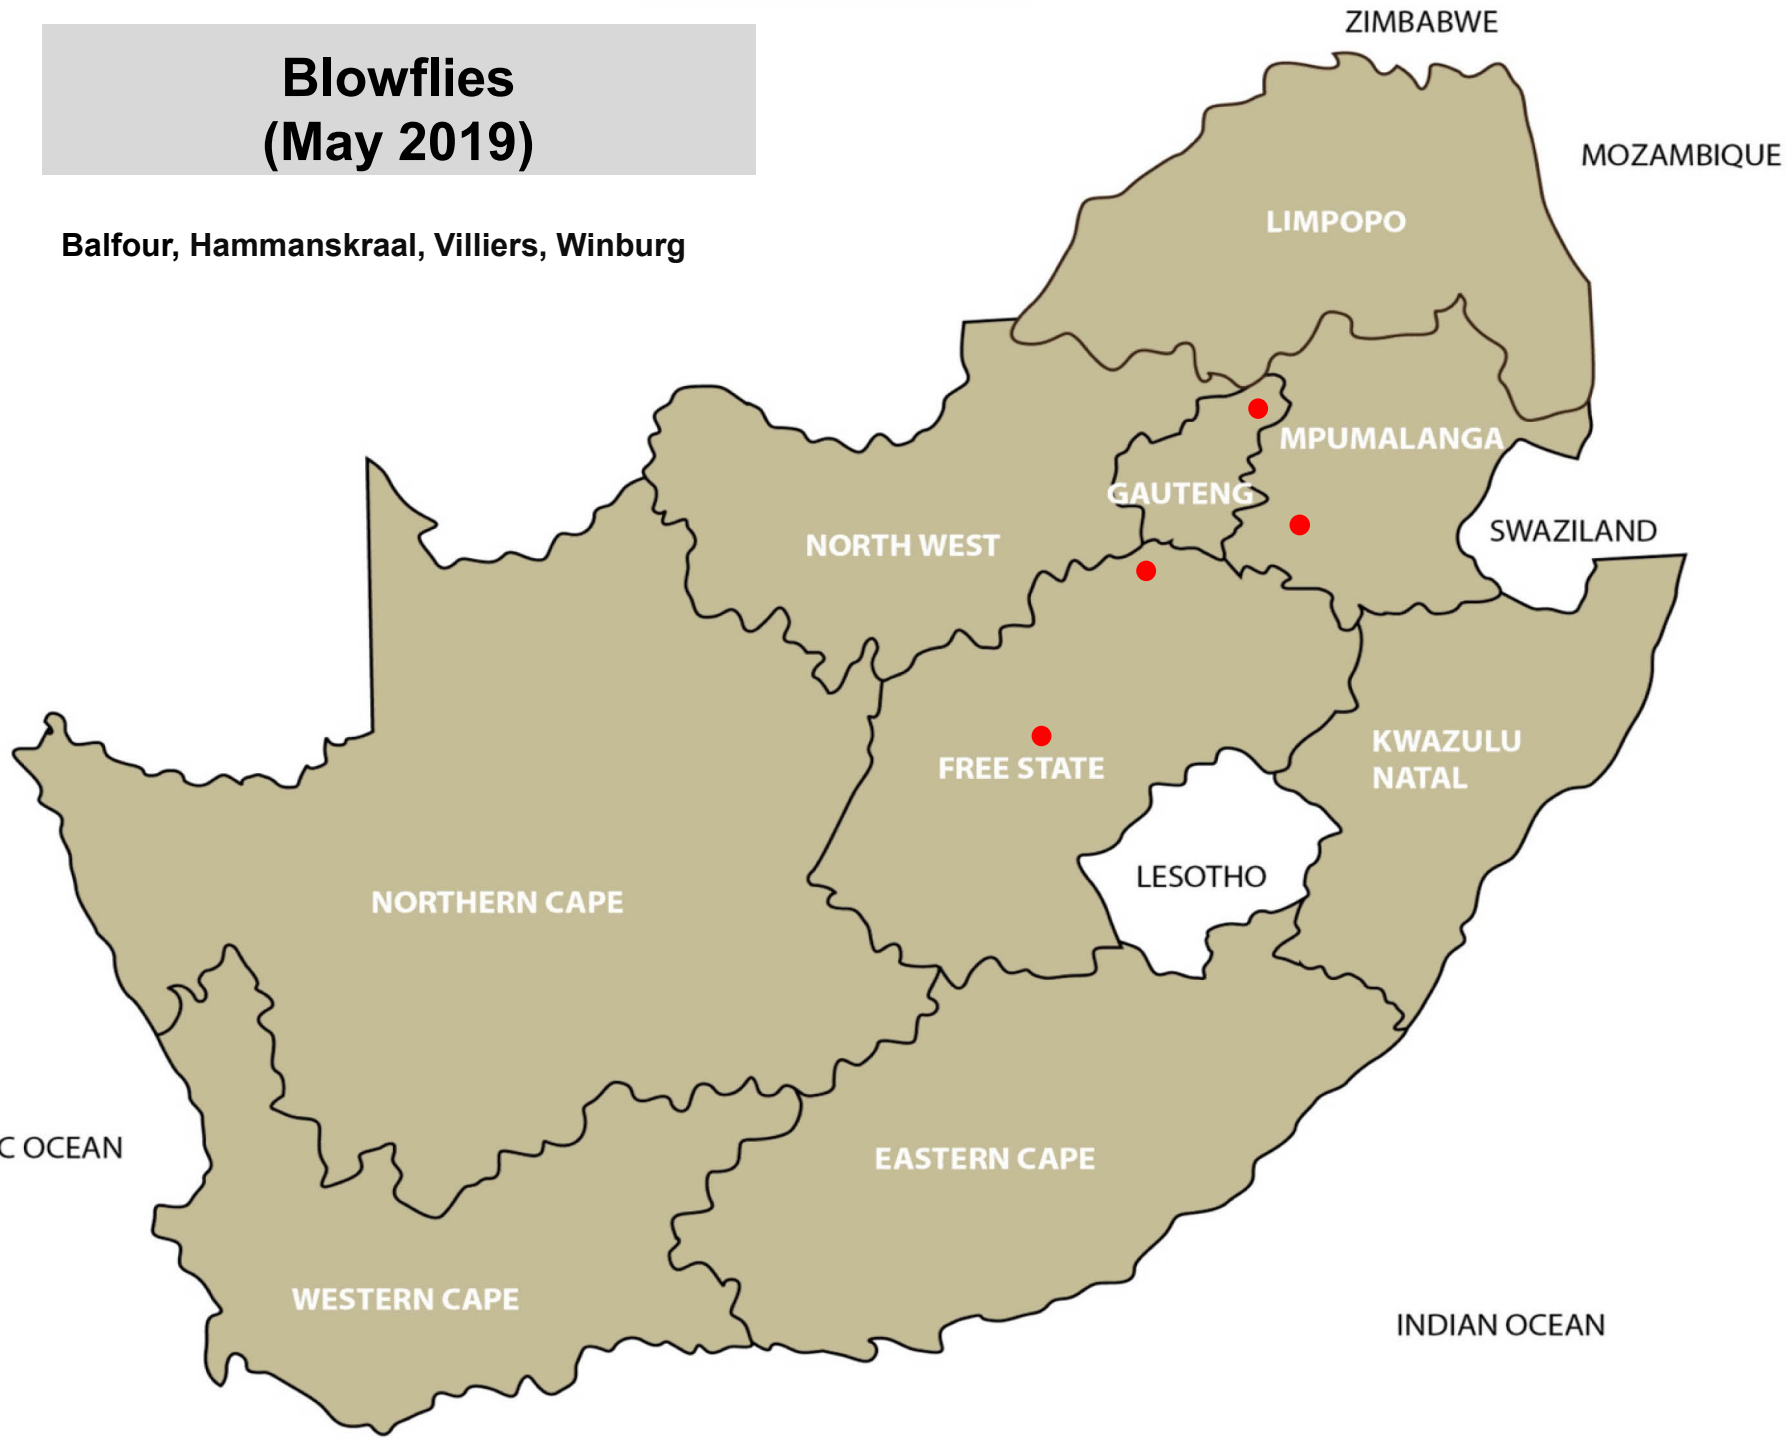 Blowflies
(May 2019)
Balfour, Hammanskraal, Villiers, Winburg
ZIMBABWE
MOZAMBIQUE
LIMPOPO
MPUMALANGA
GAUTENG
NORTH WEST
SWAZILAND
KWAZULU
NATAL
FREE STATE
LESOTHO
NORTHERN CAPE
C OCEAN
EASTERN CAPE
WESTERN CAPE
INDIAN OCEAN